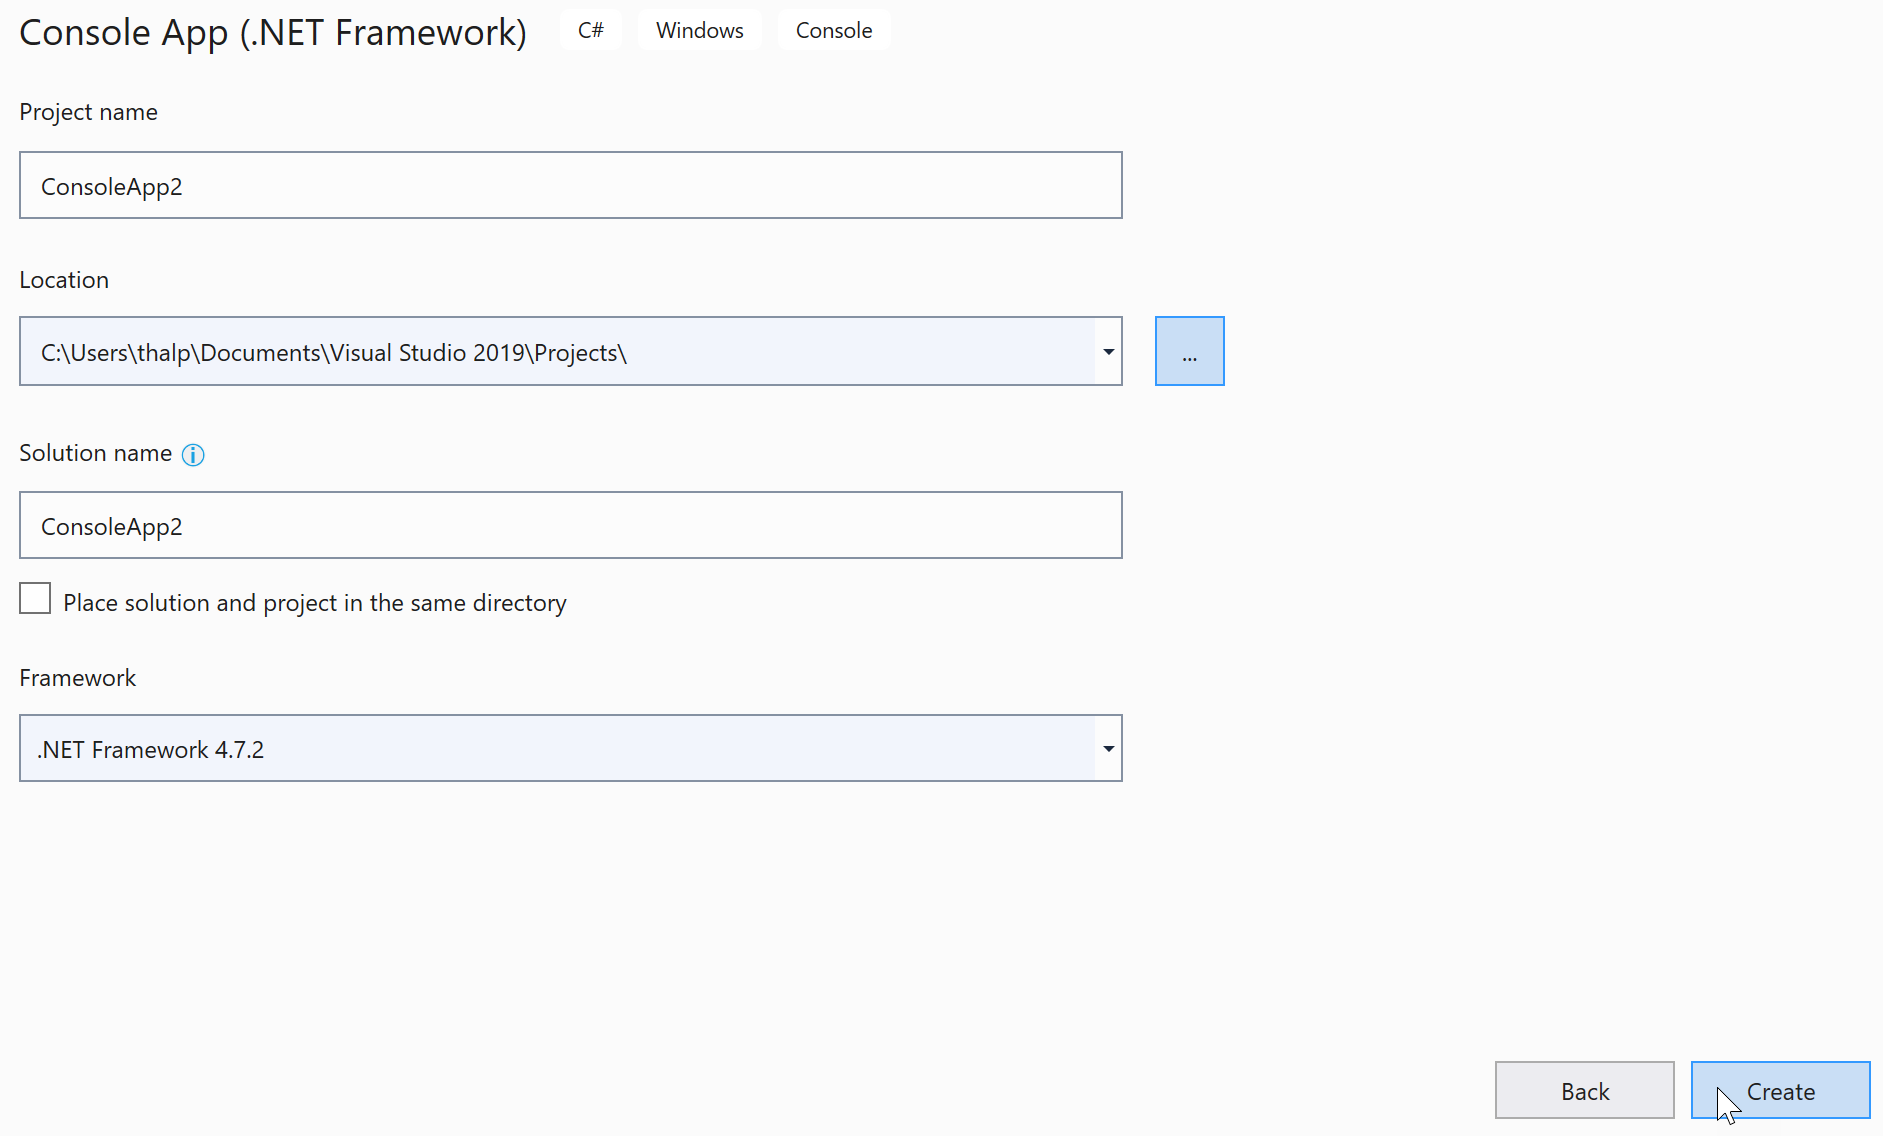 Console App (.NET Framework) C# Windows Console
Project name
ConsoleApp2
Location
C:\Users\thalp\Documents\Visual Studio 2019\Projects\
...
Solution name
ConsoleApp2
Place solution and project in the same directory
Framework
.NET Framework 4.7.2
Back Create